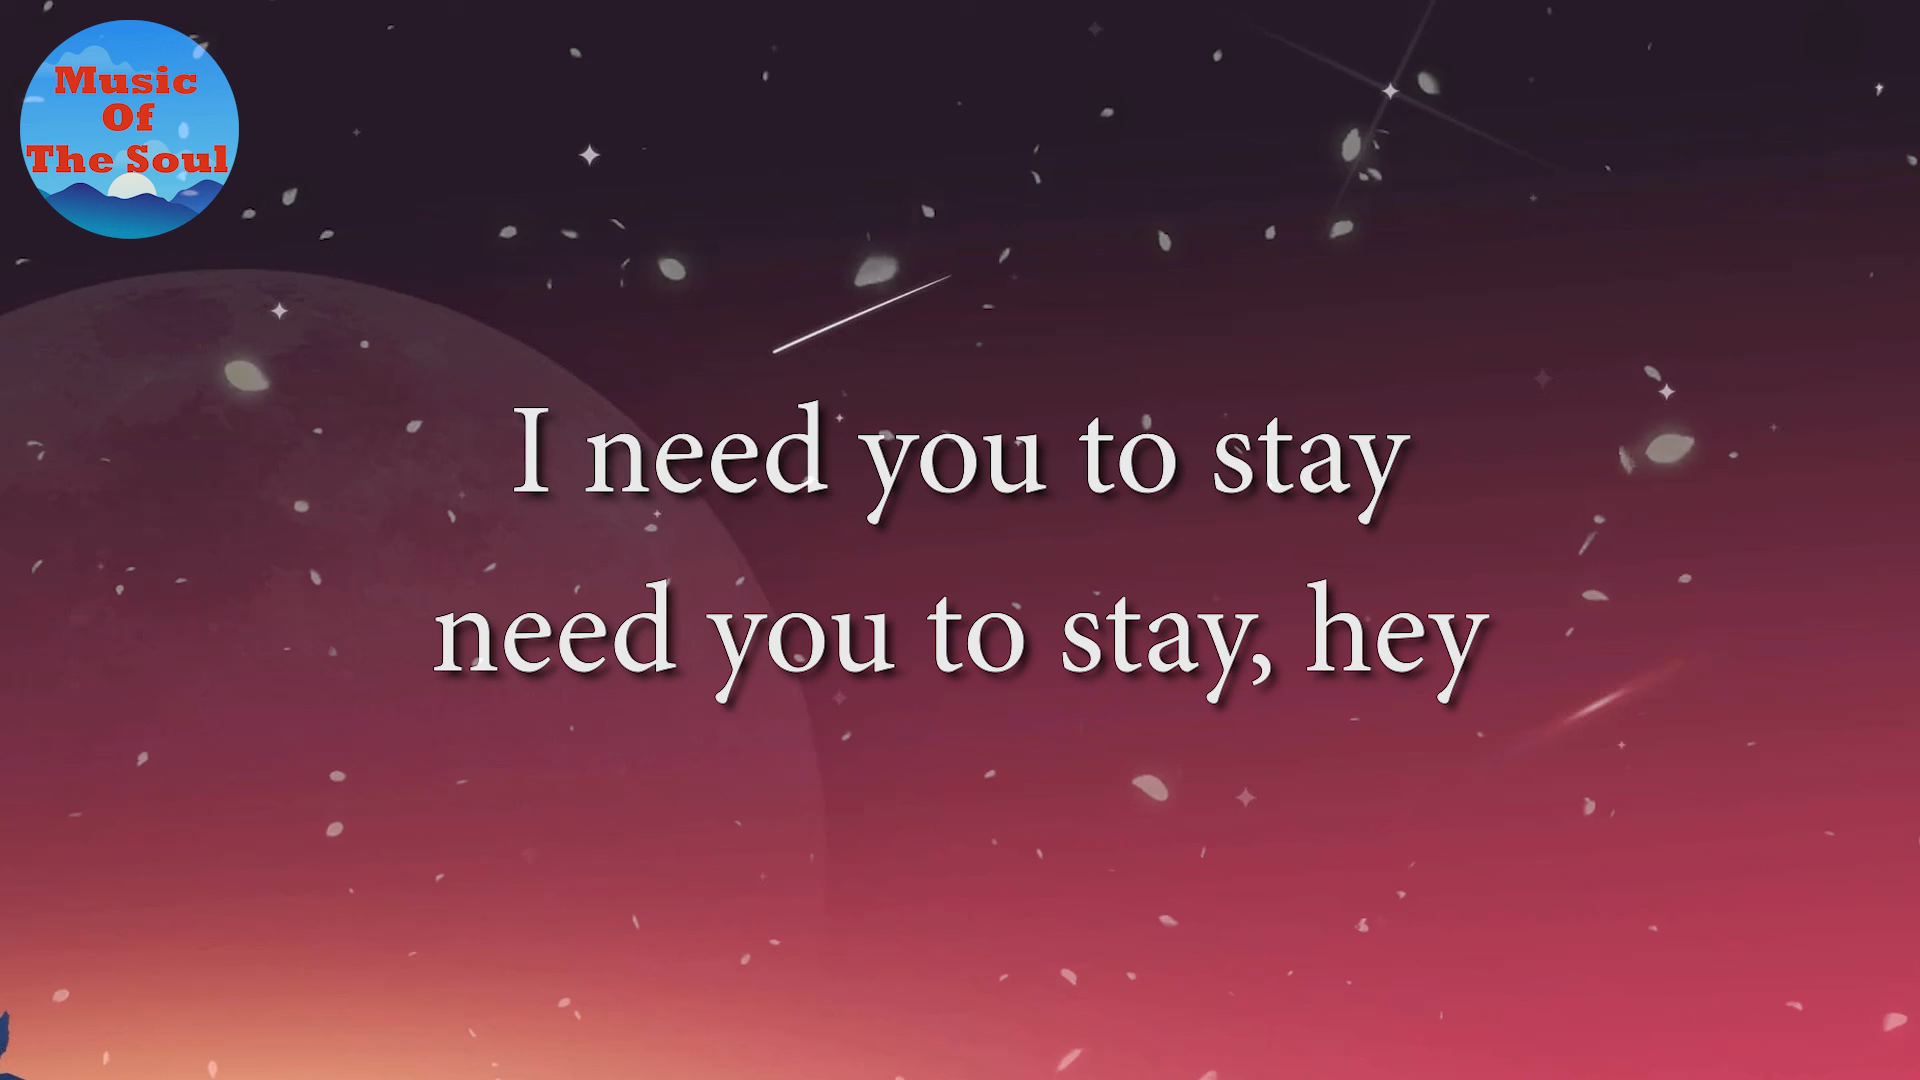 Music
Of
The Soul
I need you to stay
need you to stay, hey